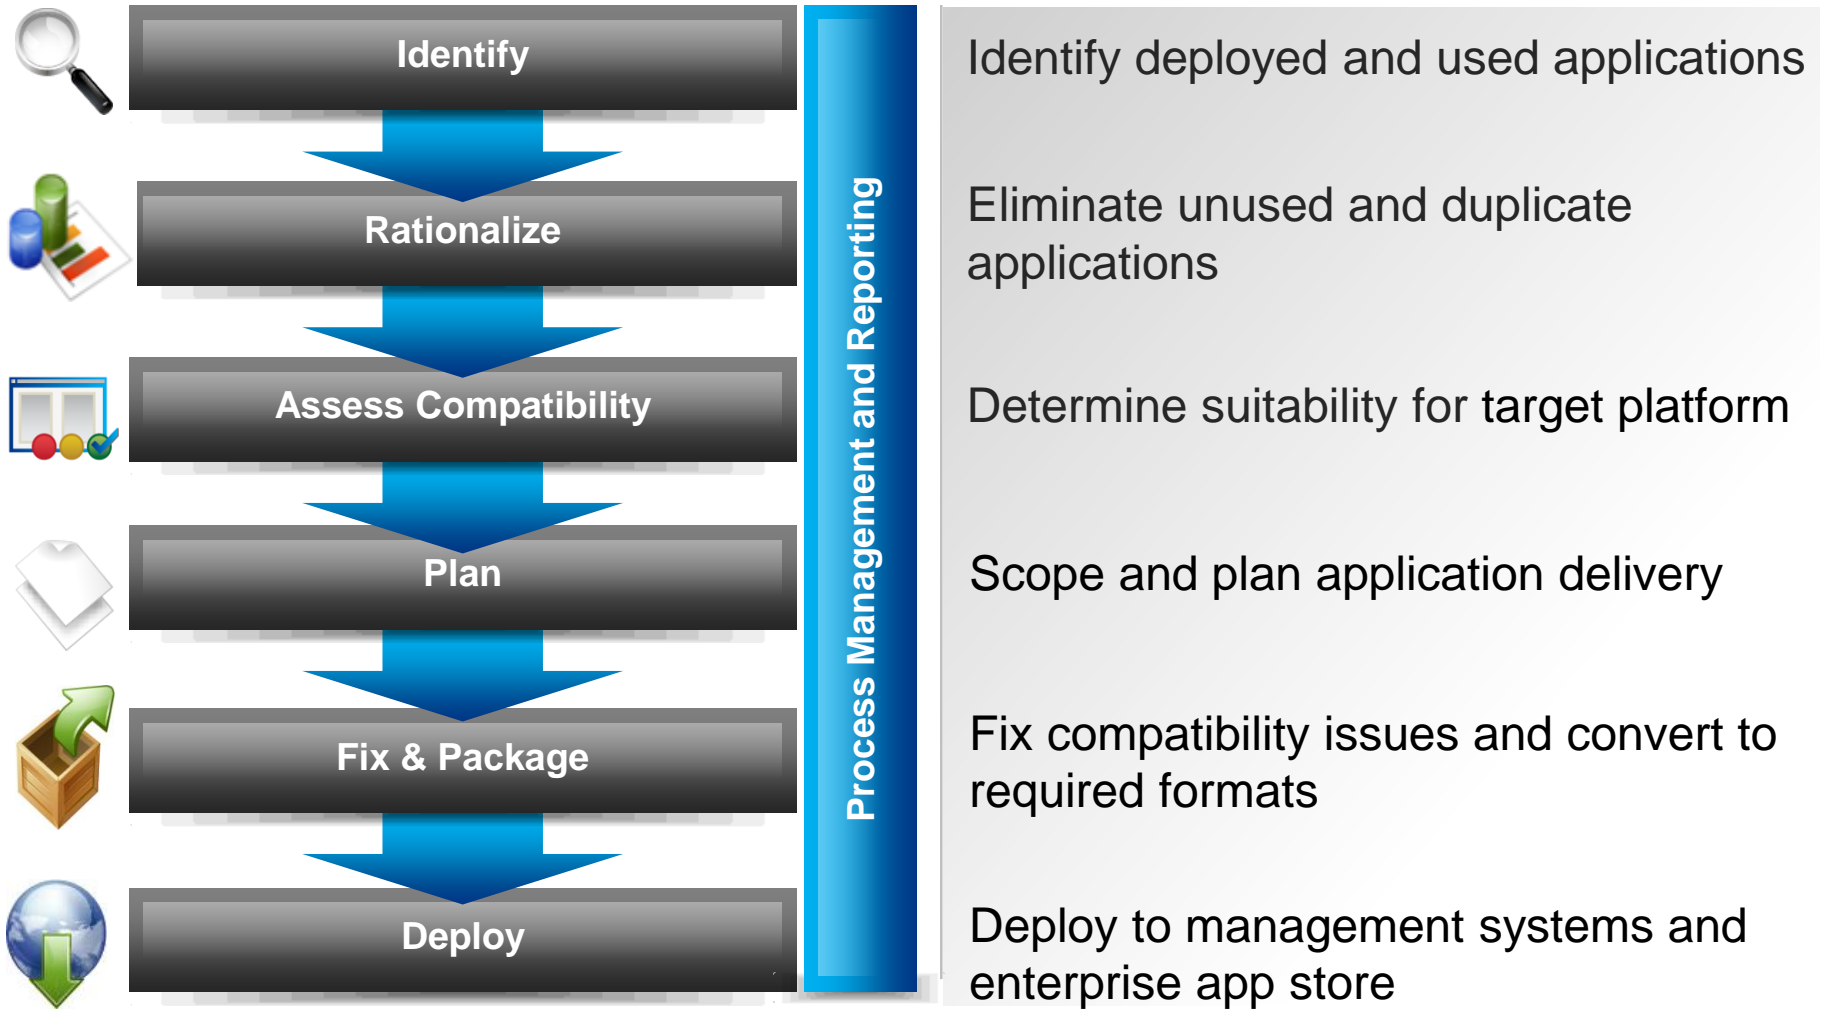 Identify
Identify deployed and used applications
Rationalize
Eliminate unused and duplicate
applications
Assess Compatibility
Determine suitability for target platform
Plan
Scope and plan application delivery
Fix & Package
Fix compatibility issues and convert to
required formats
Deploy
Deploy to management systems and
enterprise app store
Process Management and Reporting